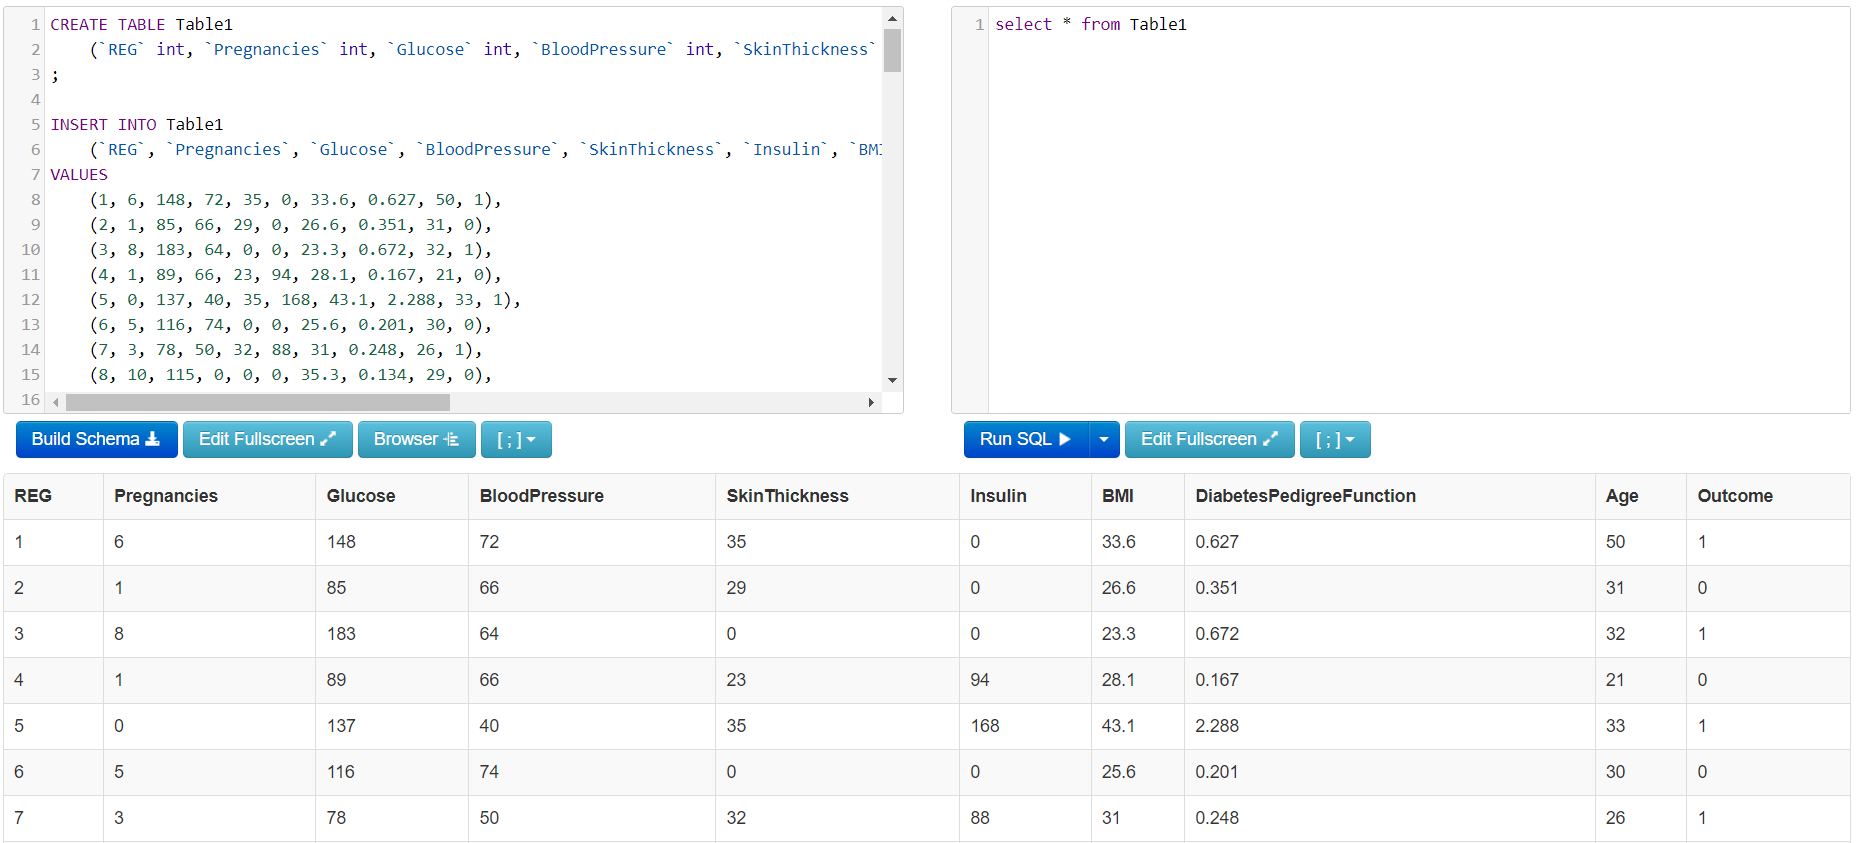 1 CREATE TABLE Table1
2 (`REG` int, `Pregnancies` int, `Glucose` int, `BloodPressure` int, `SkinThickness`
3 ;
4
5 INSERT INTO Table1
6 (`REG`, `Pregnancies`, `Glucose`, `BloodPressure`, `SkinThickness`, `Insulin`, `BMI
7 VALUES
8 (1, 6, 148, 72, 35, 0, 33.6, 0.627, 50, 1),
9 (2, 1, 85, 66, 29, 0, 26.6, 0.351, 31, 0),
10 (3, 8, 183, 64, 0, 0, 23.3, 0.672, 32, 1),
11 (4, 1, 89, 66, 23, 94, 28.1, 0.167, 21, 0),
12 (5, 0, 137, 40, 35, 168, 43.1, 2.288, 33, 1),
13 (6, 5, 116, 74, 0, 0, 25.6, 0.201, 30, 0),
14 (7, 3, 78, 50, 32, 88, 31, 0.248, 26, 1),
15 (8, 10, 115, 0, 0, 0, 35.3, 0.134, 29, 0),
16
Build Schema Edit Fullscreen Browser [ ; ]
1 select * from Table1
Run SQL Edit Fullscreen [ ; ]
REG Pregnancies Glucose BloodPressure SkinThickness Insulin BMI DiabetesPedigreeFunction Age Outcome
1 6 148 72 35 0 33.6 0.627 50 1
2 1 85 66 29 0 26.6 0.351 31 0
3 8 183 64 0 0 23.3 0.672 32 1
4 1 89 66 23 94 28.1 0.167 21 0
5 0 137 40 35 168 43.1 2.288 33 1
6 5 116 74 0 0 25.6 0.201 30 0
7 3 78 50 32 88 31 0.248 26 1